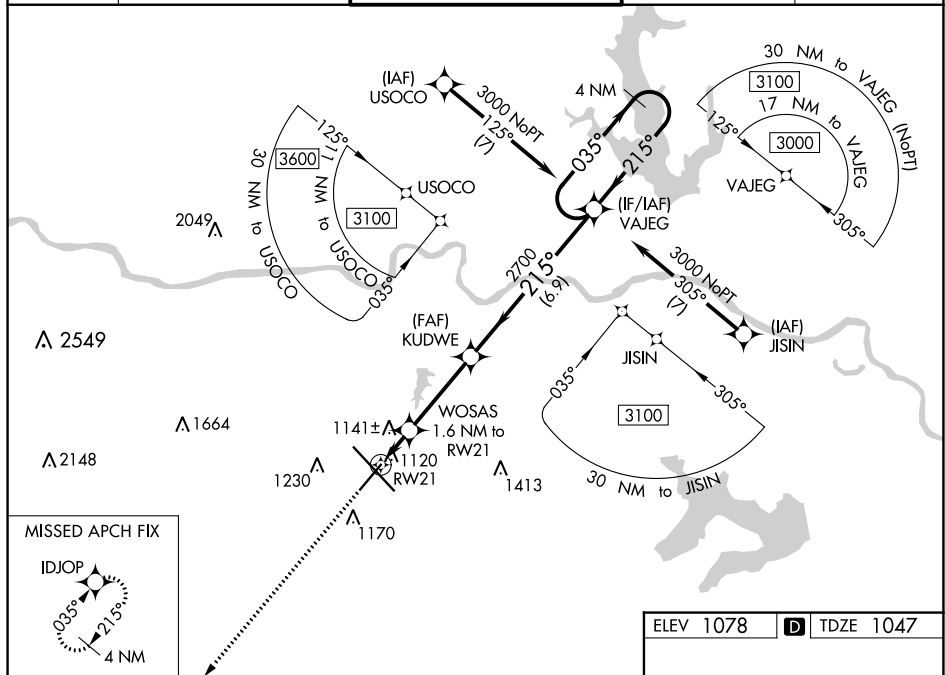 (IAF)
USOCO
3000 NoPT
125°
(7)
4 NM
035°
215°
30 NM to VAJEG (NoPT)
3100
17 NM to VAJEG
3000
125°
VAJEG
305°
125°
3600
30 NM to USOCO
11 NM to USOCO
3100
USOCO
035°
2049
(IF/IAF)
VAJEG
2700
215°
(6.9)
3000 NoPT
305°
(7)
(IAF)
JISIN
(FAF)
KUDWE
2549
JISIN
035°
305°
3100
30 NM to JISIN
1664
1141±
WOSAS
1.6 NM to
RW21
1120
RW21
2148
1230
1413
1170
MISSED APCH FIX
IDJOP
035°
215°
4 NM
ELEV 1078 D TDZE 1047